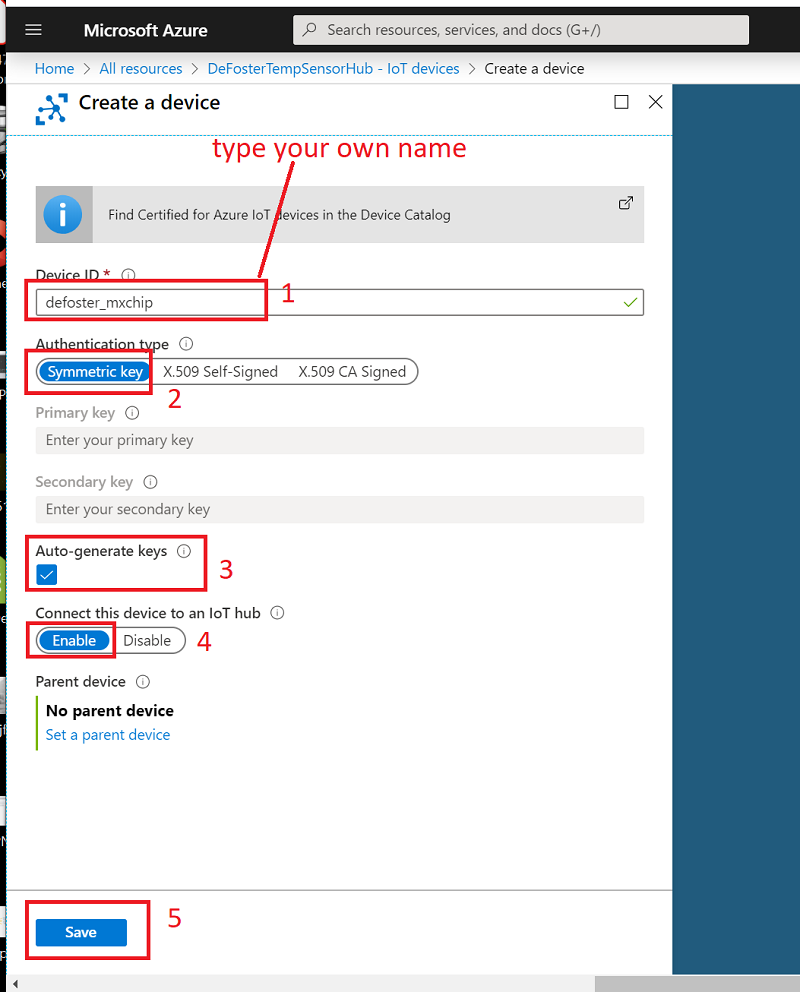 Microsoft Azure
Search resources, services, and docs (G+/)
Home > All resources > DeFosterTempSensorHub - IoT devices > Create a device
Create a device
type your own name
Find Certified for Azure IoT devices in the Device Catalog
Device ID *
defoster_mxchip
1
Authentication type
Symmetric key X.509 Self-Signed X.509 CA Signed
2
Primary key
Enter your primary key
Secondary key
Enter your secondary key
Auto-generate keys
3
Connect this device to an IoT hub
Enable Disable
4
Parent device
No parent device
Set a parent device
Save
5